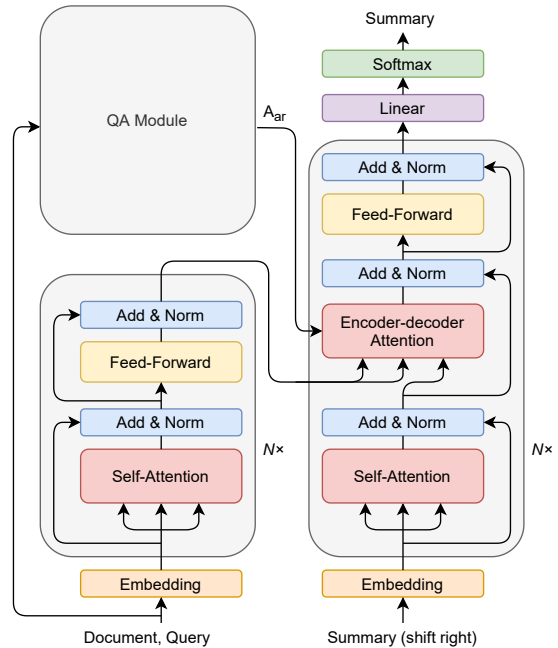 Summary
Softmax
Linear
QA Module
A_ar
Add & Norm
Feed-Forward
Add & Norm
Encoder-decoder
Attention
Add & Norm
Self-Attention
N×
Embedding
Summary (shift right)
Add & Norm
Feed-Forward
Add & Norm
Self-Attention
N×
Embedding
Document, Query